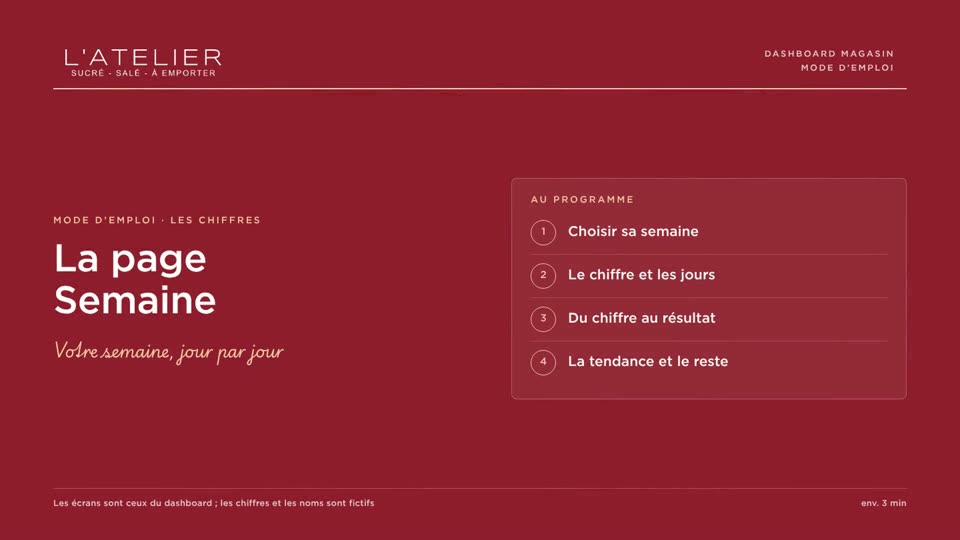 L'ATELIER
SUCRÉ - SALÉ - À EMPORTER
DASHBOARD MAGASIN
MODE D'EMPLOI
MODE D'EMPLOI · LES CHIFFRES
La page
Semaine
Votre semaine, jour par jour
AU PROGRAMME
1 Choisir sa semaine
2 Le chiffre et les jours
3 Du chiffre au résultat
4 La tendance et le reste
Les écrans sont ceux du dashboard ; les chiffres et les noms sont fictifs
env. 3 min